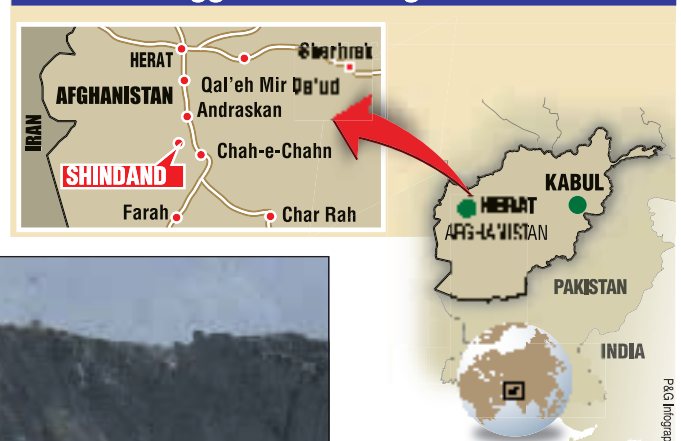 HERAT
Qal'eh Mir Da'ud
AFGHANISTAN
Andraskan
IRAN
Chah-e-Chahn
SHINDAND
Farah
Char Rah
KABUL
HERAT
AFGHANISTAN
PAKISTAN
INDIA